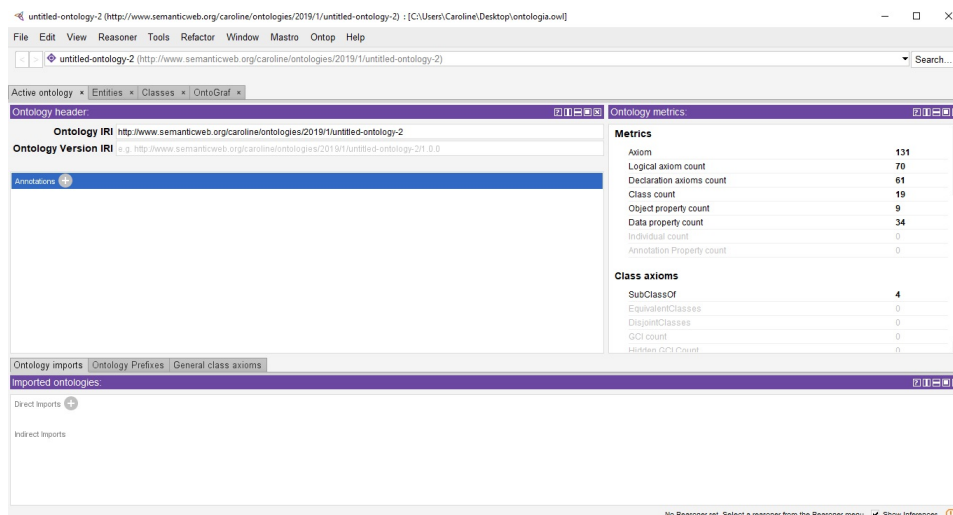 untitled-ontology-2 (http://www.semanticweb.org/caroline/ontologies/2019/1/untitled-ontology-2) : [C:\Users\Caroline\Desktop\ontologia.owl]
File Edit View Reasoner Tools Refactor Window Mastro Ontop Help
< > untitled-ontology-2 (http://www.semanticweb.org/caroline/ontologies/2019/1/untitled-ontology-2) Search...
Active ontology × Entities × Classes × OntoGraf ×
Ontology header:
Ontology IRI http://www.semanticweb.org/caroline/ontologies/2019/1/untitled-ontology-2
Ontology Version IRI e.g. http://www.semanticweb.org/caroline/ontologies/2019/1/untitled-ontology-2/1.0.0
Annotations
Ontology metrics:
Metrics
Axiom 131
Logical axiom count 70
Declaration axioms count 61
Class count 19
Object property count 9
Data property count 34
Individual count 0
Annotation Property count 0
Class axioms
SubClassOf 4
EquivalentClasses 0
DisjointClasses 0
GCI count 0
Hidden GCI Count 0
Ontology imports Ontology Prefixes General class axioms
Imported ontologies:
Direct Imports
Indirect Imports
No Reasoner set. Select a reasoner from the Reasoner menu Show Inferences